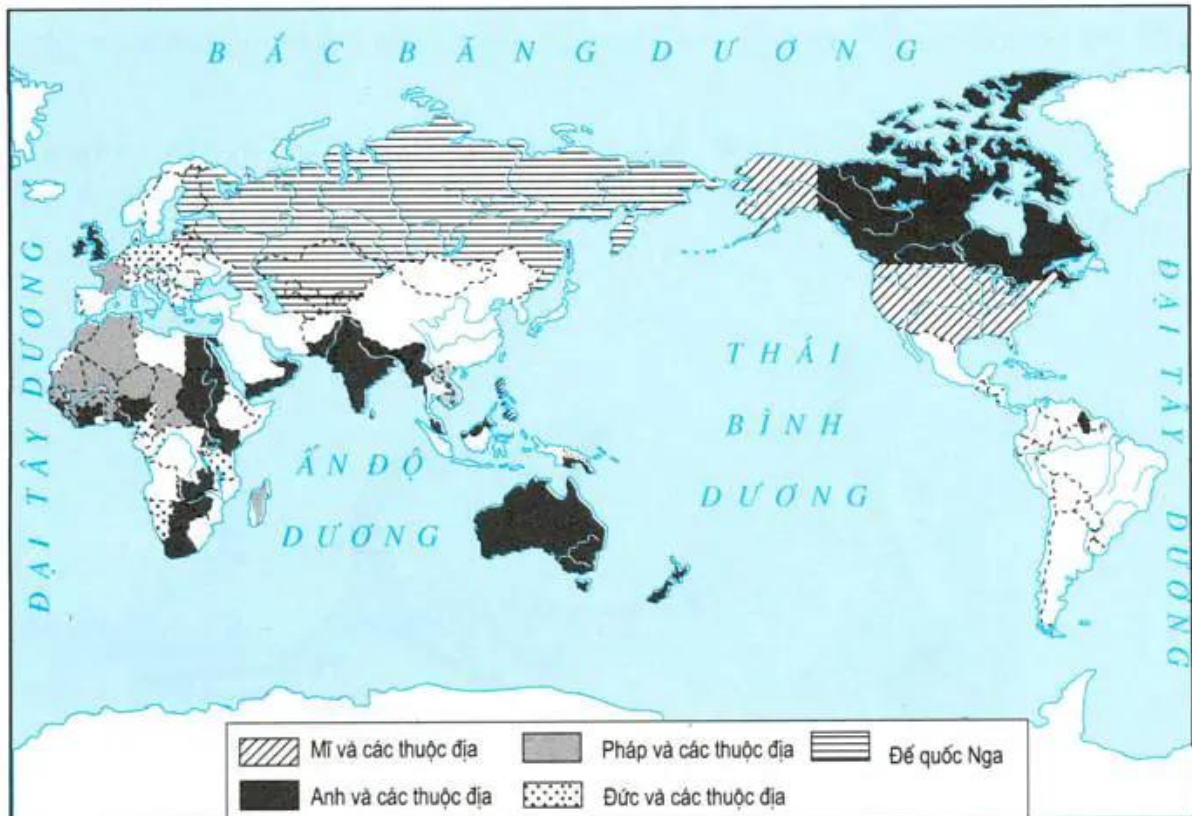 BẮC BĂNG DƯƠNG
ĐẠI TÂY DƯƠNG
THÁI
BÌNH
DƯƠNG
ẤN ĐỘ
DƯƠNG
ĐẠI TÂY DƯƠNG
Mĩ và các thuộc địa
Pháp và các thuộc địa
Đế quốc Nga
Anh và các thuộc địa
Đức và các thuộc địa